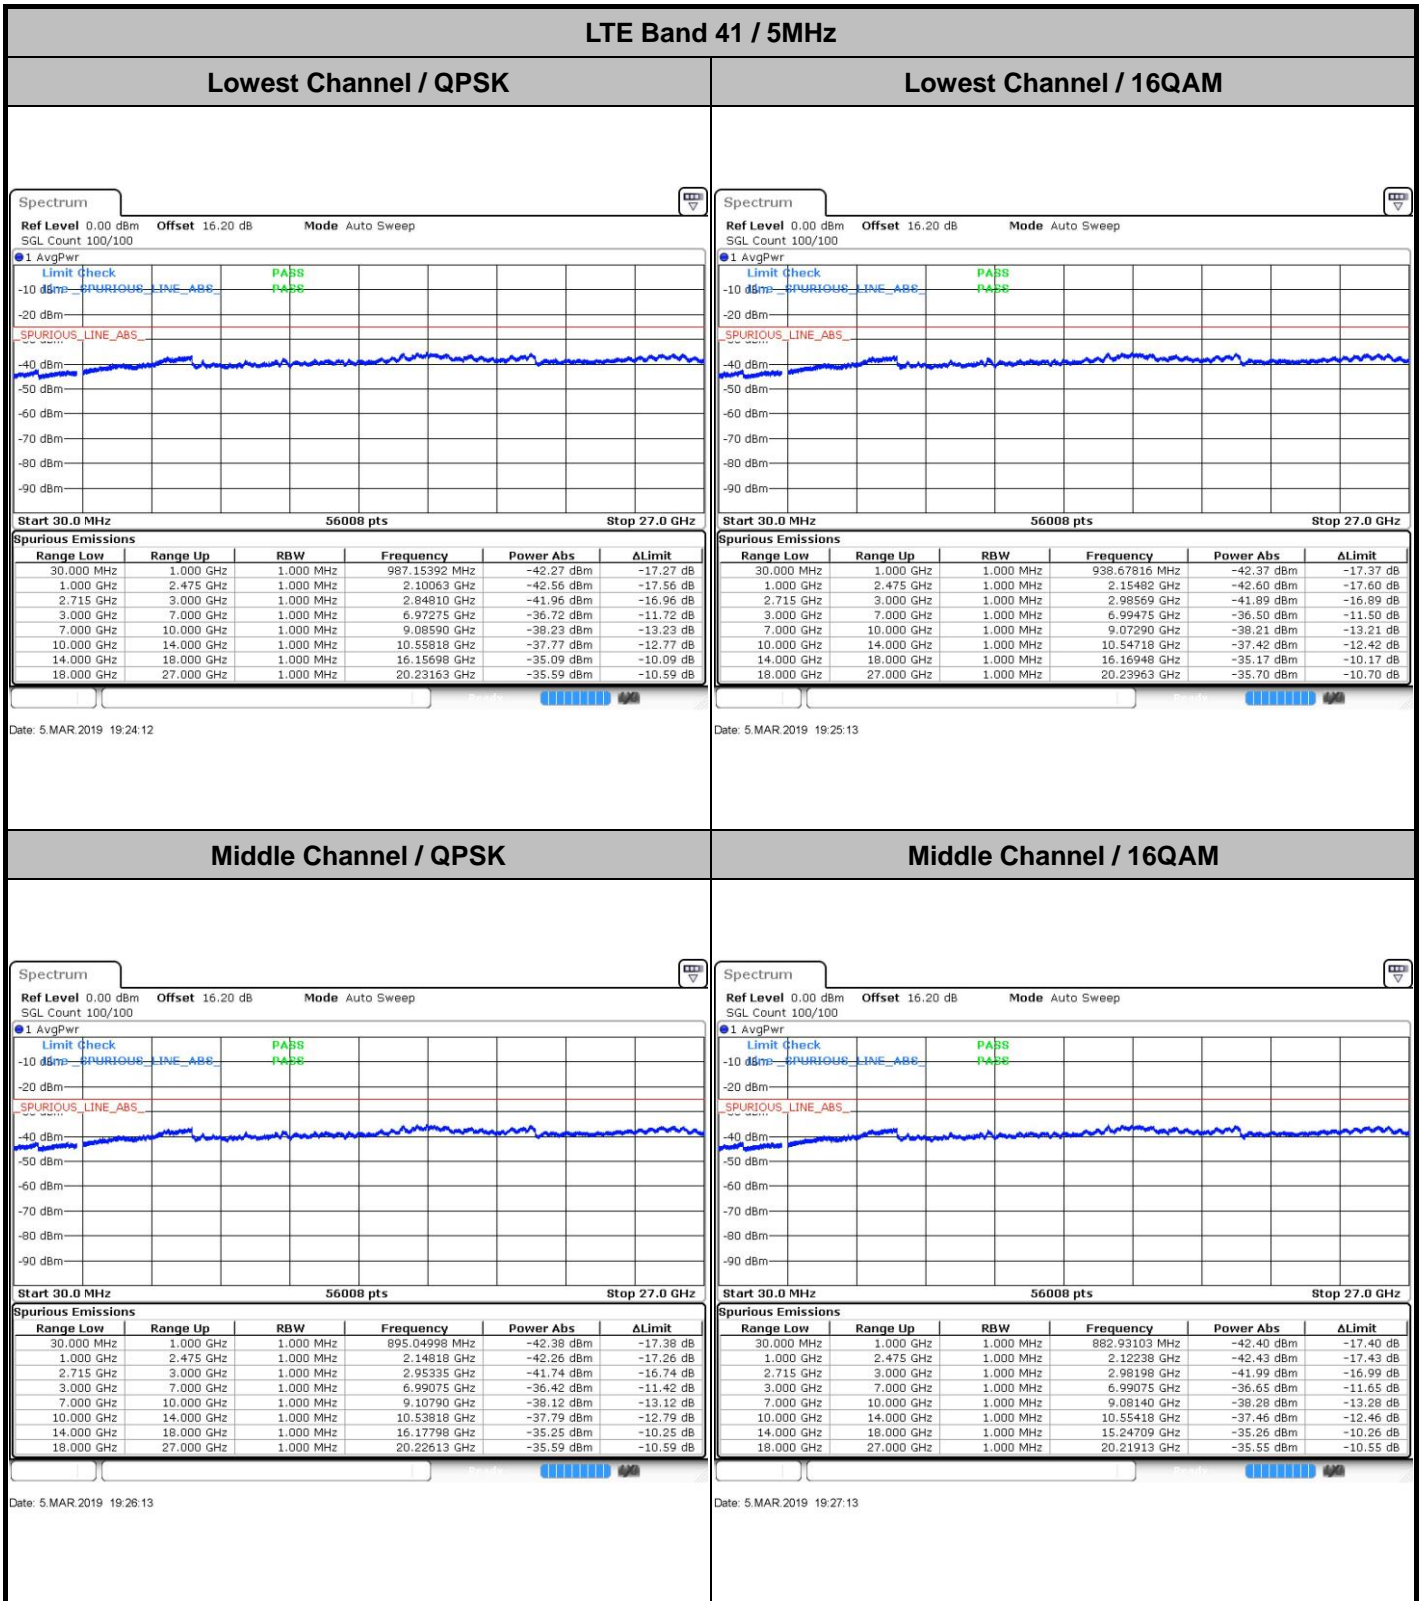 LTE Band 41 / 5MHz
Lowest Channel / QPSK
Lowest Channel / 16QAM
Spectrum
Ref Level 0.00 dBm Offset 16.20 dB Mode Auto Sweep
SGL Count 100/100
1 AvgPwr
Limit Check PASS
Line _SPURIOUS_LINE_ABS_ PASS
-10 dBm
-20 dBm
_SPURIOUS_LINE_ABS_
-40 dBm
-50 dBm
-60 dBm
-70 dBm
-80 dBm
-90 dBm
Start 30.0 MHz 56008 pts Stop 27.0 GHz
Spurious Emissions
Range Low Range Up RBW Frequency Power Abs ΔLimit
30.000 MHz 1.000 GHz 1.000 MHz 987.15392 MHz -42.27 dBm -17.27 dB
1.000 GHz 2.475 GHz 1.000 MHz 2.10063 GHz -42.56 dBm -17.56 dB
2.715 GHz 3.000 GHz 1.000 MHz 2.84810 GHz -41.96 dBm -16.96 dB
3.000 GHz 7.000 GHz 1.000 MHz 6.97275 GHz -36.72 dBm -11.72 dB
7.000 GHz 10.000 GHz 1.000 MHz 9.08590 GHz -38.23 dBm -13.23 dB
10.000 GHz 14.000 GHz 1.000 MHz 10.55818 GHz -37.77 dBm -12.77 dB
14.000 GHz 18.000 GHz 1.000 MHz 16.15698 GHz -35.09 dBm -10.09 dB
18.000 GHz 27.000 GHz 1.000 MHz 20.23163 GHz -35.59 dBm -10.59 dB
Date: 5.MAR.2019 19:24:12
Spectrum
Ref Level 0.00 dBm Offset 16.20 dB Mode Auto Sweep
SGL Count 100/100
1 AvgPwr
Limit Check PASS
Line _SPURIOUS_LINE_ABS_ PASS
-10 dBm
-20 dBm
_SPURIOUS_LINE_ABS_
-40 dBm
-50 dBm
-60 dBm
-70 dBm
-80 dBm
-90 dBm
Start 30.0 MHz 56008 pts Stop 27.0 GHz
Spurious Emissions
Range Low Range Up RBW Frequency Power Abs ΔLimit
30.000 MHz 1.000 GHz 1.000 MHz 938.67816 MHz -42.37 dBm -17.37 dB
1.000 GHz 2.475 GHz 1.000 MHz 2.15482 GHz -42.60 dBm -17.60 dB
2.715 GHz 3.000 GHz 1.000 MHz 2.98569 GHz -41.89 dBm -16.89 dB
3.000 GHz 7.000 GHz 1.000 MHz 6.99475 GHz -36.50 dBm -11.50 dB
7.000 GHz 10.000 GHz 1.000 MHz 9.07290 GHz -38.21 dBm -13.21 dB
10.000 GHz 14.000 GHz 1.000 MHz 10.54718 GHz -37.42 dBm -12.42 dB
14.000 GHz 18.000 GHz 1.000 MHz 16.16948 GHz -35.17 dBm -10.17 dB
18.000 GHz 27.000 GHz 1.000 MHz 20.23963 GHz -35.70 dBm -10.70 dB
Date: 5.MAR.2019 19:25:13
Middle Channel / QPSK
Middle Channel / 16QAM
Spectrum
Ref Level 0.00 dBm Offset 16.20 dB Mode Auto Sweep
SGL Count 100/100
1 AvgPwr
Limit Check PASS
Line _SPURIOUS_LINE_ABS_ PASS
-10 dBm
-20 dBm
_SPURIOUS_LINE_ABS_
-40 dBm
-50 dBm
-60 dBm
-70 dBm
-80 dBm
-90 dBm
Start 30.0 MHz 56008 pts Stop 27.0 GHz
Spurious Emissions
Range Low Range Up RBW Frequency Power Abs ΔLimit
30.000 MHz 1.000 GHz 1.000 MHz 895.04998 MHz -42.38 dBm -17.38 dB
1.000 GHz 2.475 GHz 1.000 MHz 2.14818 GHz -42.26 dBm -17.26 dB
2.715 GHz 3.000 GHz 1.000 MHz 2.95335 GHz -41.74 dBm -16.74 dB
3.000 GHz 7.000 GHz 1.000 MHz 6.99075 GHz -36.42 dBm -11.42 dB
7.000 GHz 10.000 GHz 1.000 MHz 9.10790 GHz -38.12 dBm -13.12 dB
10.000 GHz 14.000 GHz 1.000 MHz 10.53818 GHz -37.79 dBm -12.79 dB
14.000 GHz 18.000 GHz 1.000 MHz 16.17798 GHz -35.25 dBm -10.25 dB
18.000 GHz 27.000 GHz 1.000 MHz 20.22613 GHz -35.59 dBm -10.59 dB
Date: 5.MAR.2019 19:26:13
Spectrum
Ref Level 0.00 dBm Offset 16.20 dB Mode Auto Sweep
SGL Count 100/100
1 AvgPwr
Limit Check PASS
Line _SPURIOUS_LINE_ABS_ PASS
-10 dBm
-20 dBm
_SPURIOUS_LINE_ABS_
-40 dBm
-50 dBm
-60 dBm
-70 dBm
-80 dBm
-90 dBm
Start 30.0 MHz 56008 pts Stop 27.0 GHz
Spurious Emissions
Range Low Range Up RBW Frequency Power Abs ΔLimit
30.000 MHz 1.000 GHz 1.000 MHz 882.93103 MHz -42.40 dBm -17.40 dB
1.000 GHz 2.475 GHz 1.000 MHz 2.12238 GHz -42.43 dBm -17.43 dB
2.715 GHz 3.000 GHz 1.000 MHz 2.98198 GHz -41.99 dBm -16.99 dB
3.000 GHz 7.000 GHz 1.000 MHz 6.99075 GHz -36.65 dBm -11.65 dB
7.000 GHz 10.000 GHz 1.000 MHz 9.08140 GHz -38.28 dBm -13.28 dB
10.000 GHz 14.000 GHz 1.000 MHz 10.55418 GHz -37.46 dBm -12.46 dB
14.000 GHz 18.000 GHz 1.000 MHz 15.24709 GHz -35.26 dBm -10.26 dB
18.000 GHz 27.000 GHz 1.000 MHz 20.21913 GHz -35.55 dBm -10.55 dB
Date: 5.MAR.2019 19:27:13